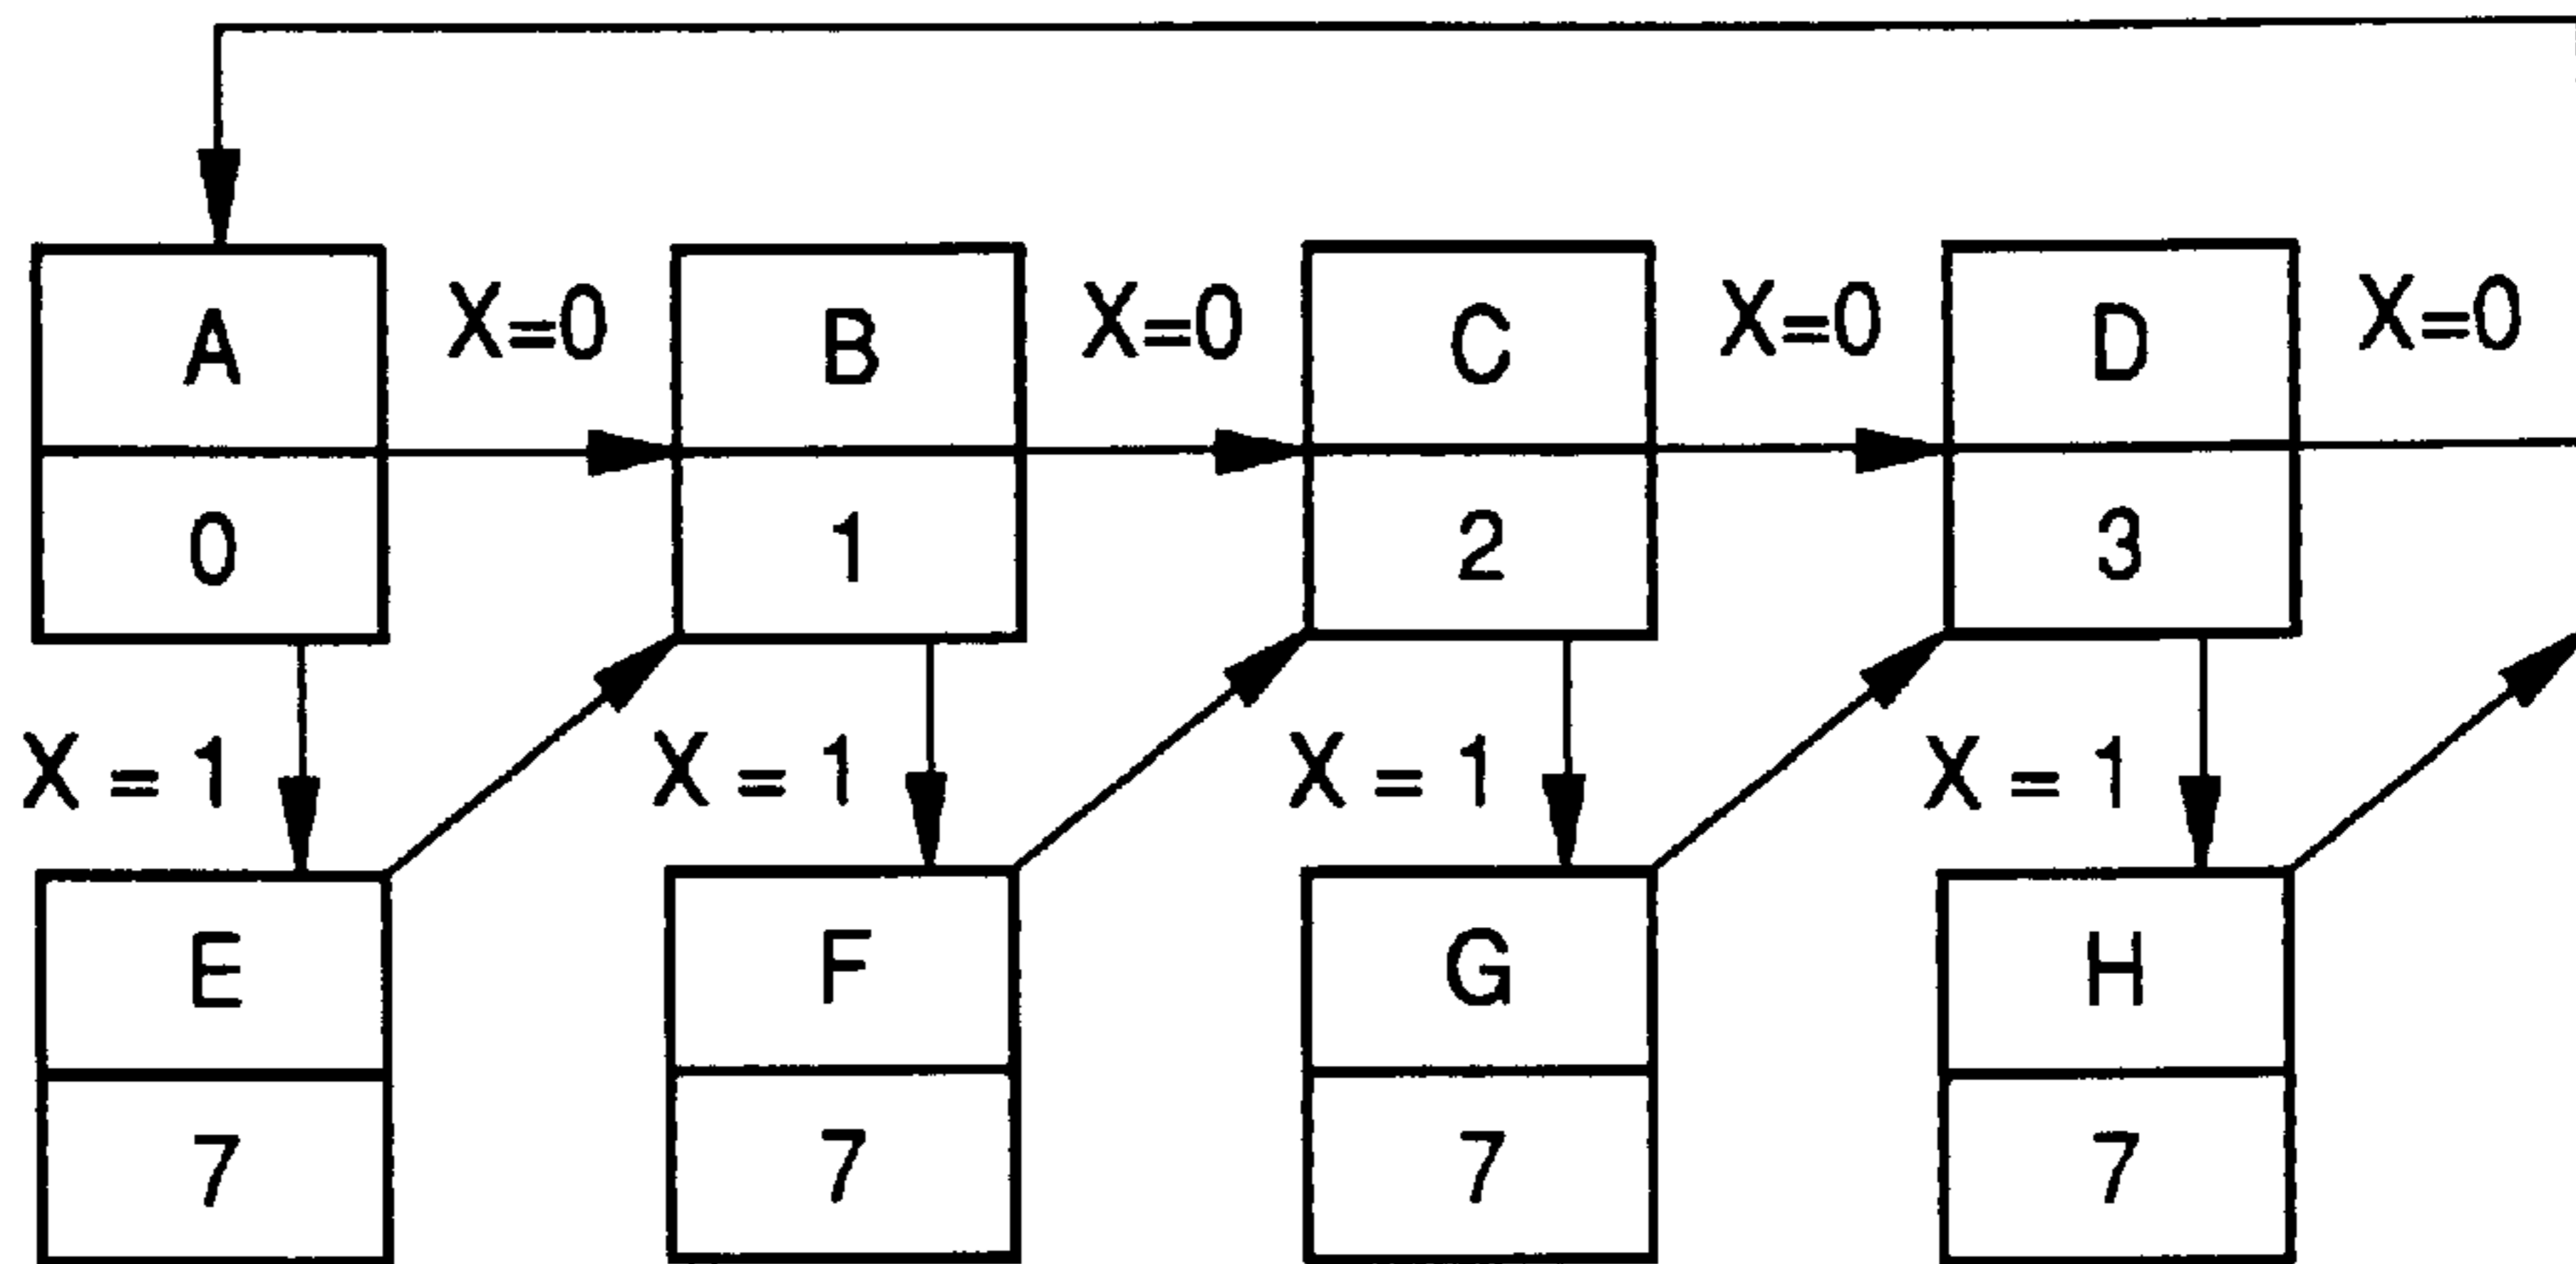 X=0 X=0 X=0 X=0
A B C D
0 1 2 3
X = 1 X = 1 X = 1 X = 1
E F G H
7 7 7 7